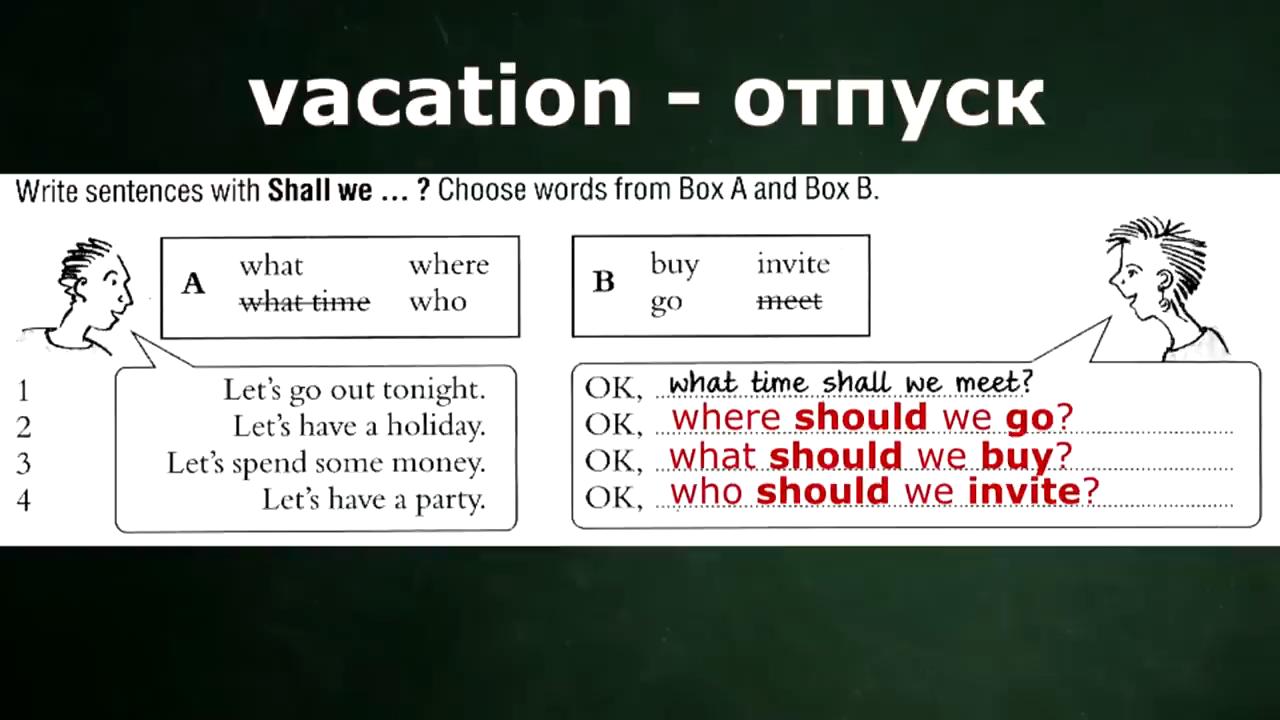 vacation - отпуск
Write sentences with Shall we ... ? Choose words from Box A and Box B.
A
what where
what time who
B
buy invite
go meet
1 Let's go out tonight. OK, what time shall we meet?
2 Let's have a holiday. OK, where should we go?
3 Let's spend some money. OK, what should we buy?
4 Let's have a party. OK, who should we invite?